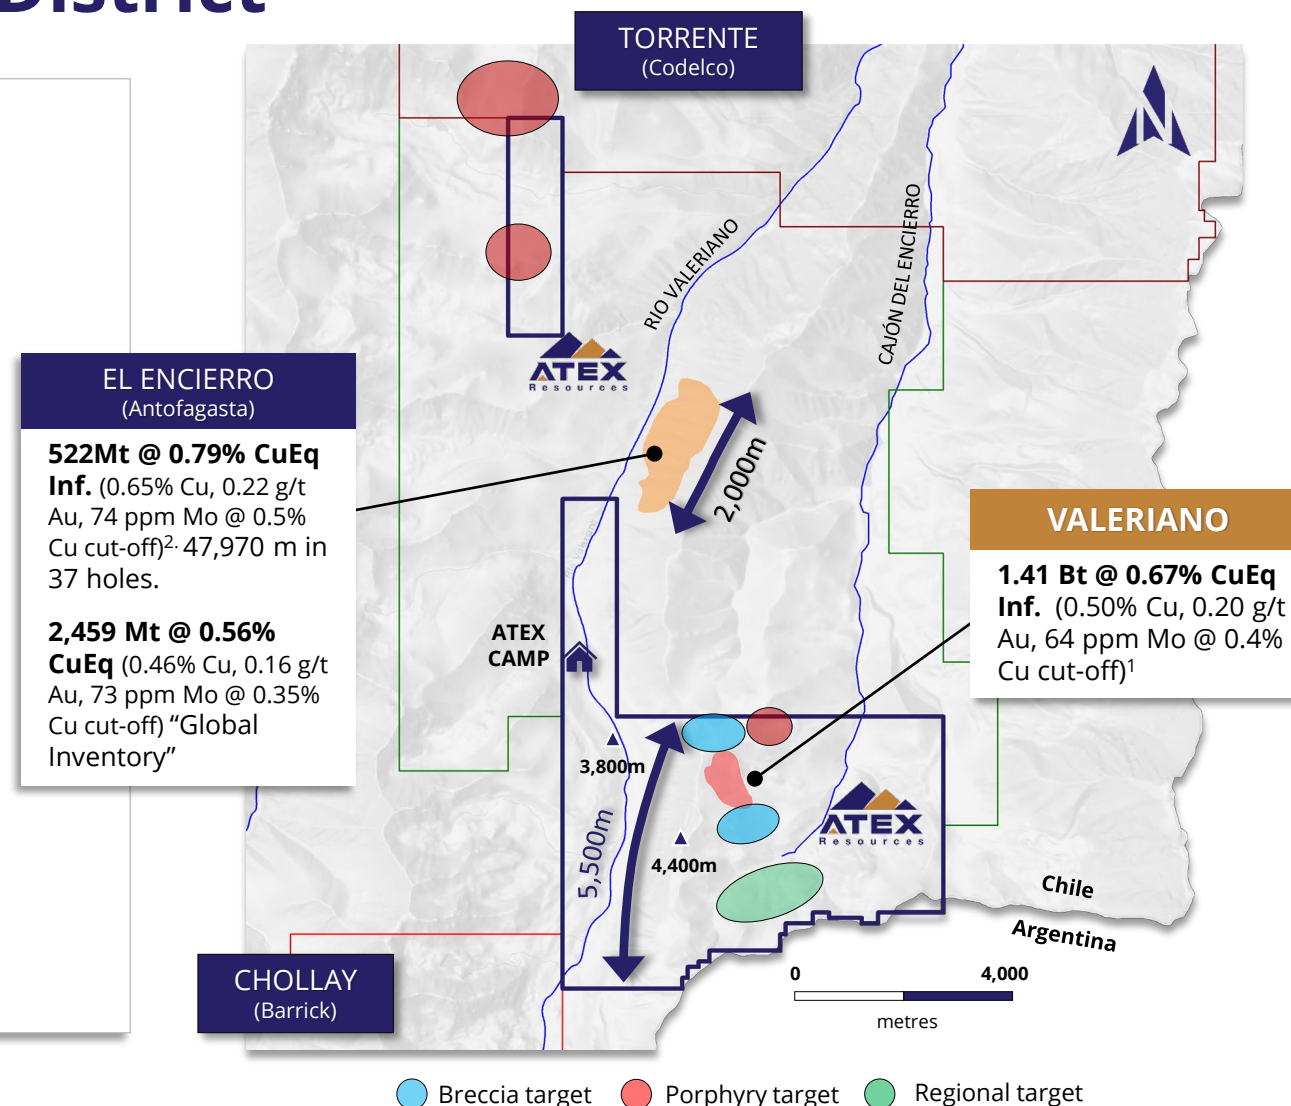 District
TORRENTE
(Codelco)
RIO VALERIANO
CAJÓN DEL ENCIERRO
ATEX
Resources
EL ENCIERRO
(Antofagasta)
522Mt @ 0.79% CuEq
Inf. (0.65% Cu, 0.22 g/t
Au, 74 ppm Mo @ 0.5%
Cu cut-off)2. 47,970 m in
37 holes.
2,459 Mt @ 0.56%
CuEq (0.46% Cu, 0.16 g/t
Au, 73 ppm Mo @ 0.35%
Cu cut-off) “Global
Inventory”
2,000m
VALERIANO
1.41 Bt @ 0.67% CuEq
Inf. (0.50% Cu, 0.20 g/t
Au, 64 ppm Mo @ 0.4%
Cu cut-off)1
ATEX
CAMP
3,800m
5,500m
4,400m
ATEX
Resources
Chile
Argentina
CHOLLAY
(Barrick)
0 4,000
metres
Breccia target Porphyry target Regional target